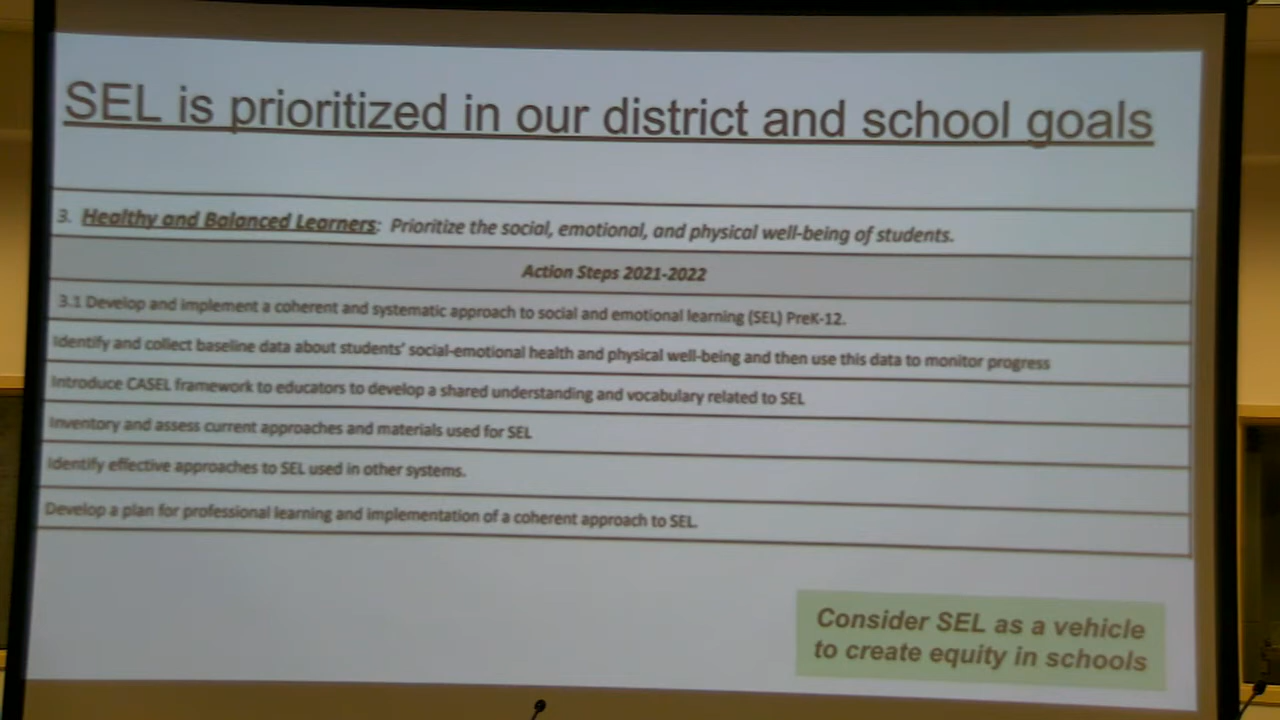 SEL is prioritized in our district and school goals
3. Healthy and Balanced Learners: Prioritize the social, emotional, and physical well-being of students.
Action Steps 2021-2022
3.1 Develop and implement a coherent and systematic approach to social and emotional learning (SEL) PreK-12.
Identify and collect baseline data about students' social-emotional health and physical well-being and then use this data to monitor progress
Introduce CASEL framework to educators to develop a shared understanding and vocabulary related to SEL
Inventory and assess current approaches and materials used for SEL
Identify effective approaches to SEL used in other systems.
Develop a plan for professional learning and implementation of a coherent approach to SEL.
Consider SEL as a vehicle
to create equity in schools